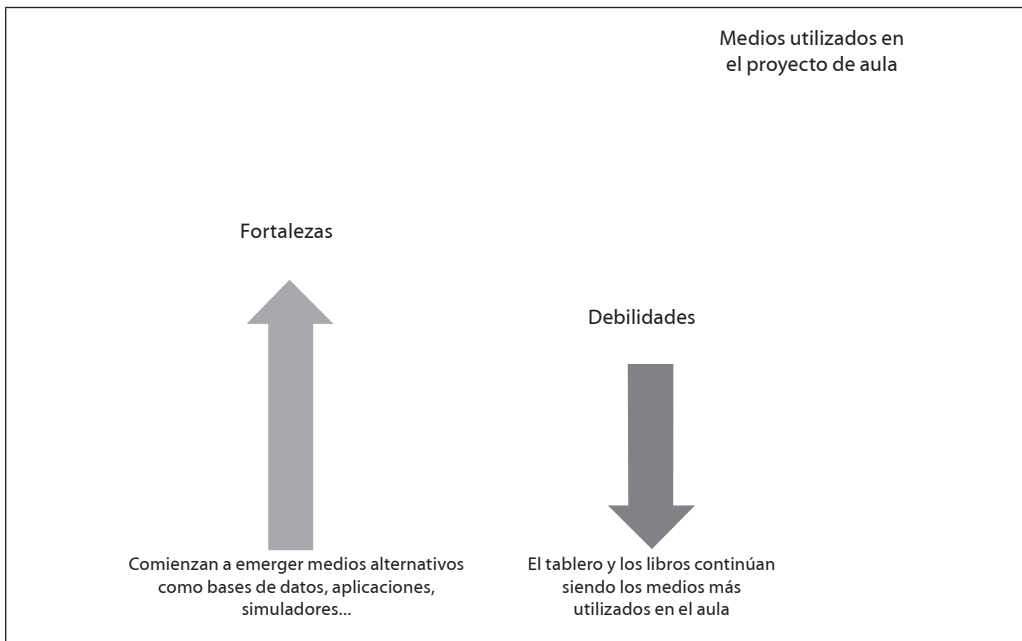 Medios utilizados en
el proyecto de aula
Fortalezas
Debilidades
Comienzan a emerger medios alternativos
como bases de datos, aplicaciones,
simuladores...
El tablero y los libros continúan
siendo los medios más
utilizados en el aula